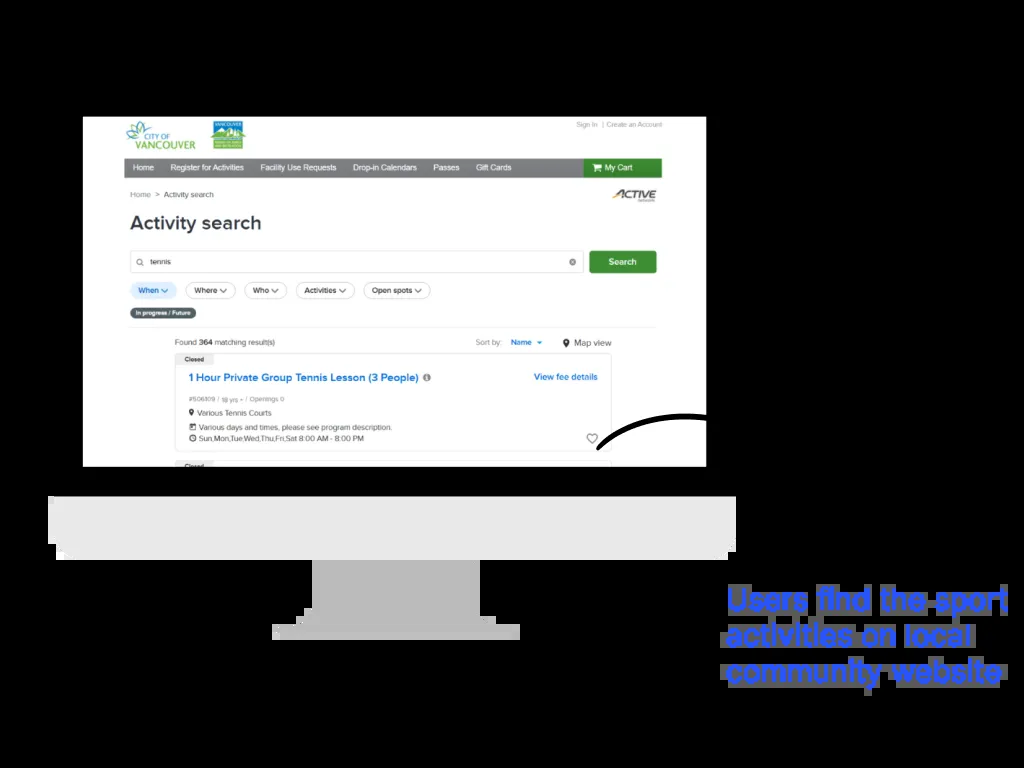 CITY OF
VANCOUVER
VANCOUVER
Sign In | Create an Account
Home Register for Activities Facility Use Requests Drop-in Calendars Passes Gift Cards My Cart
Home > Activity search
ACTIVE
network
Activity search
tennis
Search
When Where Who Activities Open spots
In progress / Future
Found 364 matching result(s) Sort by: Name Map view
Closed
1 Hour Private Group Tennis Lesson (3 People) View fee details
/ Openings 0
Various Tennis Courts
Various days and times, please see program description.
Sun,Mon,Tue,Wed,Thu,Fri,Sat 8:00 AM - 8:00 PM
Closed
Users find the sport
activities on local
community website